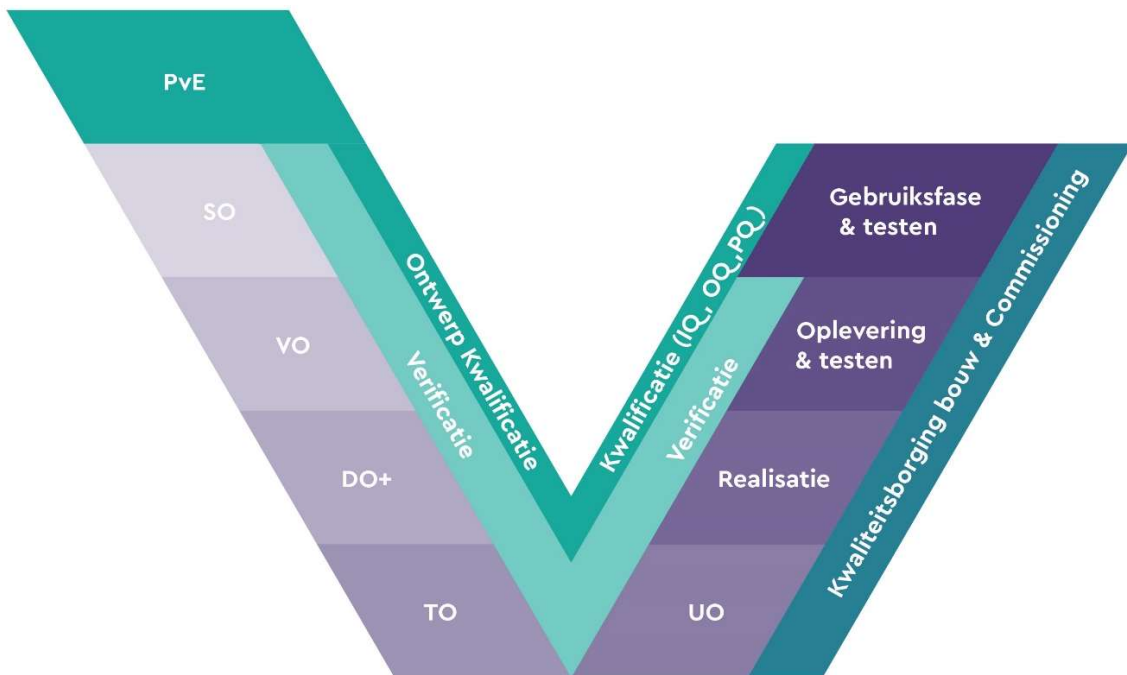 PvE
SO
VO
DO+
TO
Verificatie
Ontwerp Kwalificatie
Kwalificatie (IQ, OQ,PQ)
Verificatie
Gebruiksfase
& testen
Oplevering
& testen
Realisatie
UO
Kwaliteitsborging bouw & Commissioning